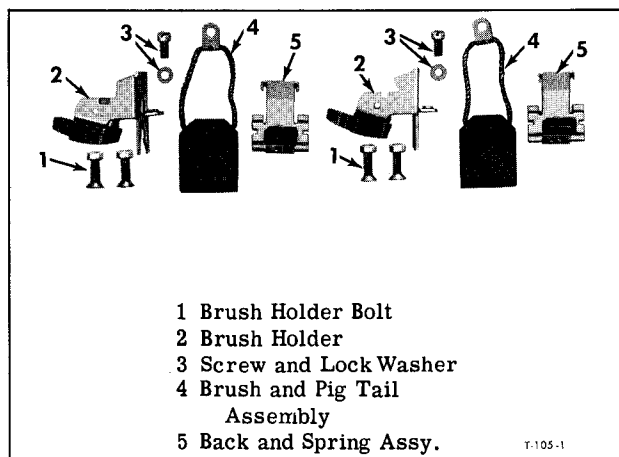 3 4 5 3 4 5
2 2
1 1
1 Brush Holder Bolt
2 Brush Holder
3 Screw and Lock Washer
4 Brush and Pig Tail
Assembly
5 Back and Spring Assy.
T-105-1